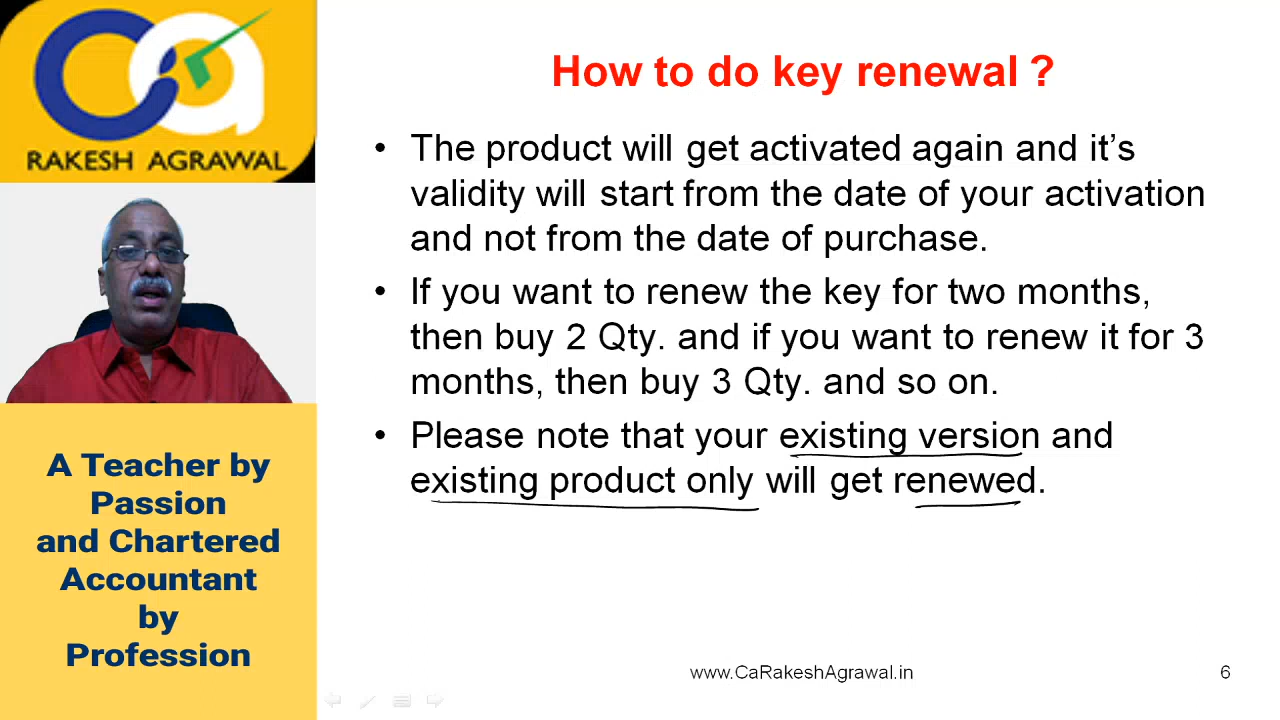 RAKESH AGRAWAL
A Teacher by
Passion
and Chartered
Accountant
by
Profession
How to do key renewal ?
• The product will get activated again and it’s
validity will start from the date of your activation
and not from the date of purchase.
• If you want to renew the key for two months,
then buy 2 Qty. and if you want to renew it for 3
months, then buy 3 Qty. and so on.
• Please note that your existing version and
existing product only will get renewed.
www.CaRakeshAgrawal.in
6